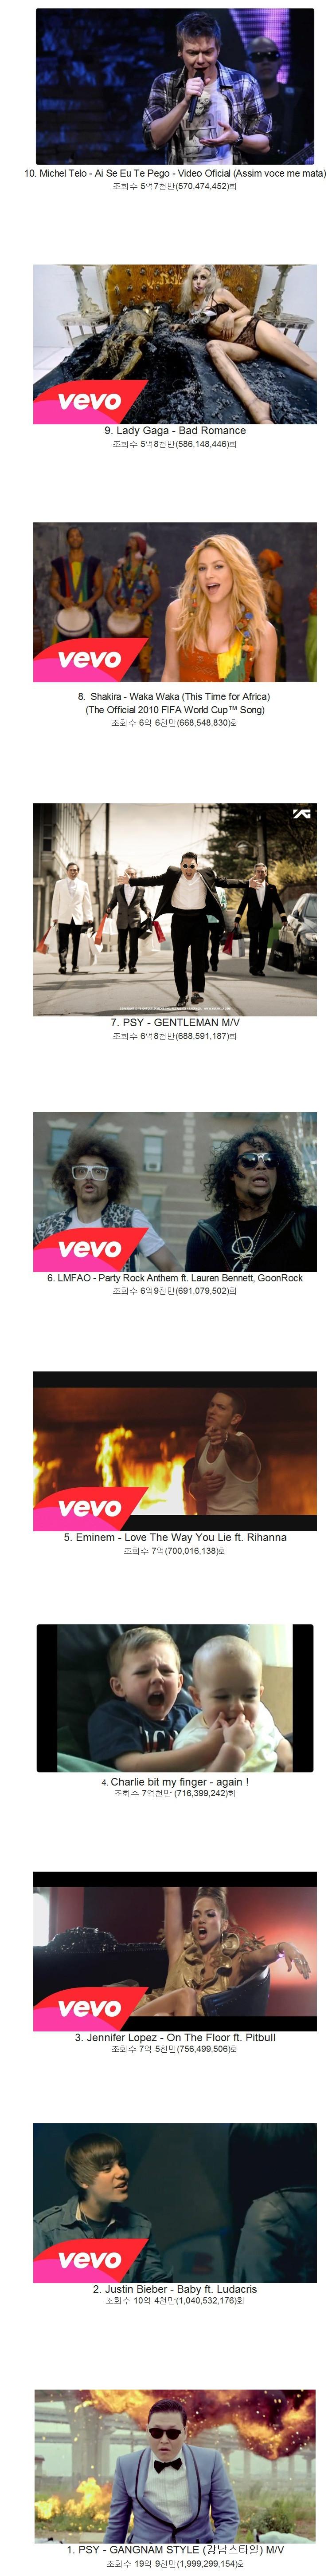 10. Michel Telo - Ai Se Eu Te Pego - Video Oficial (Assim voce me mata)
조회수 5억7천만(570,474,452)회
vevo
9. Lady Gaga - Bad Romance
조회수 5억8천만(586,148,446)회
vevo
8. Shakira - Waka Waka (This Time for Africa)
(The Official 2010 FIFA World Cup™ Song)
조회수 6억 6천만(668,548,830)회
YG
7. PSY - GENTLEMAN M/V
조회수 6억8천만(688,591,187)회
vevo
6. LMFAO - Party Rock Anthem ft. Lauren Bennett, GoonRock
조회수 6억9천만(691,079,502)회
vevo
5. Eminem - Love The Way You Lie ft. Rihanna
조회수 7억(700,016,138)회
4. Charlie bit my finger - again !
조회수 7억천만 (716,399,242)회
vevo
3. Jennifer Lopez - On The Floor ft. Pitbull
조회수 7억 5천만(756,499,506)회
vevo
2. Justin Bieber - Baby ft. Ludacris
조회수 10억 4천만(1,040,532,176)회
1. PSY - GANGNAM STYLE (강남스타일) M/V
조회수 19억 9천만(1,999,299,154)회